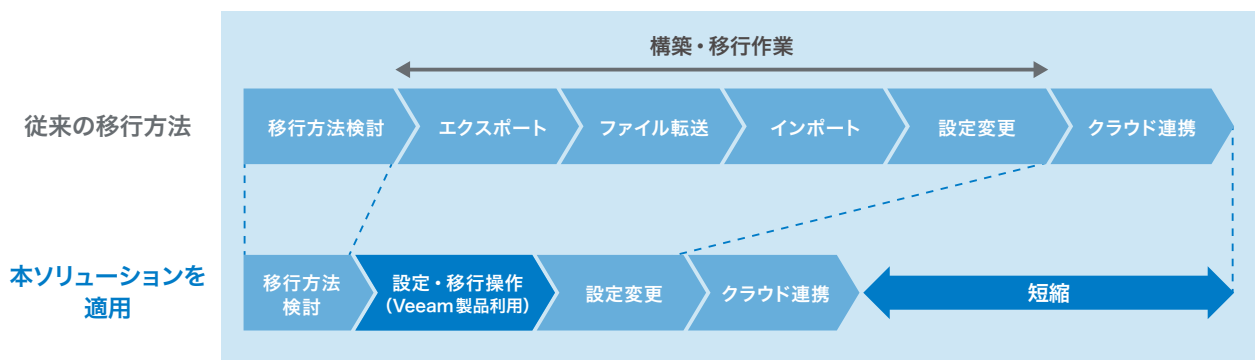 構築・移行作業
従来の移行方法
移行方法検討
エクスポート
ファイル転送
インポート
設定変更
クラウド連携
本ソリューションを
適用
移行方法
検討
設定・移行操作
(Veeam製品利用)
設定変更
クラウド連携
短縮